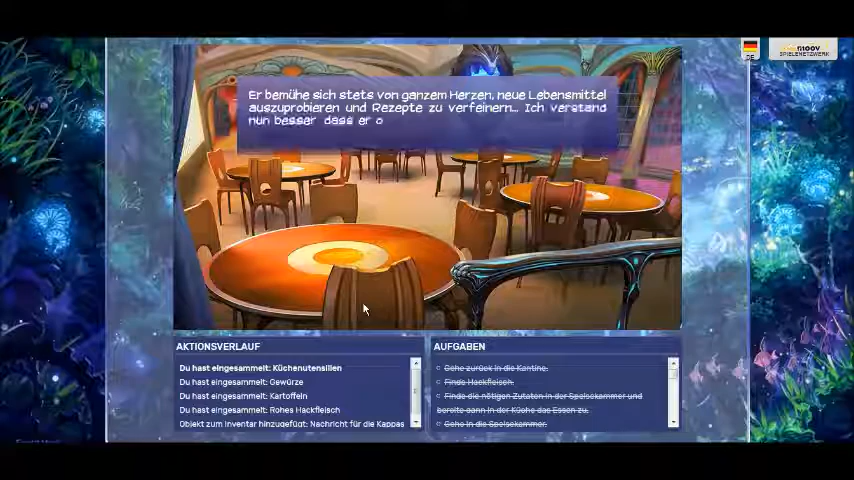 DE
moov
SPIELENETZWERK
Er bemühe sich stets von ganzem Herzen, neue Lebensmittel
auszuprobieren und Rezepte zu verfeinern... Ich verstand
nun besser dass er o
AKTIONSVERLAUF
Du hast eingesammelt: Küchenutensilien
Du hast eingesammelt: Gewürze
Du hast eingesammelt: Kartoffeln
Du hast eingesammelt: Rohes Hackfleisch
Objekt zum Inventar hinzugefügt: Nachricht für die Kappas
AUFGABEN
Gehe zurück in die Kantine.
Finde Hackfleisch.
Finde die nötigen Zutaten in der Speisekammer und
bereite dann in der Küche das Essen zu.
Gehe in die Speisekammer.